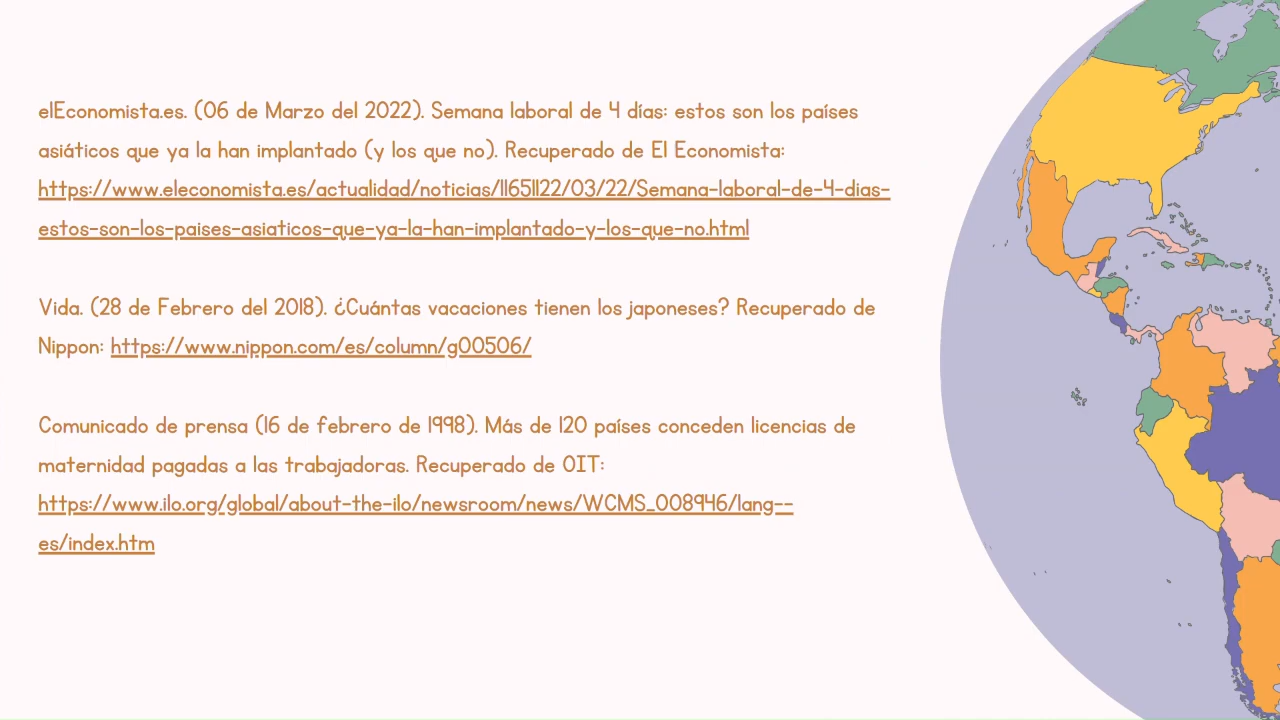 elEconomista.es. (06 de Marzo del 2022). Semana laboral de 4 días: estos son los países
asiáticos que ya la han implantado (y los que no). Recuperado de El Economista:
https://www.eleconomista.es/actualidad/noticias/11651122/03/22/Semana-laboral-de-4-dias-
estos-son-los-paises-asiaticos-que-ya-la-han-implantado-y-los-que-no.html
Vida. (28 de Febrero del 2018). ¿Cuántas vacaciones tienen los japoneses? Recuperado de
Nippon: https://www.nippon.com/es/column/g00506/
Comunicado de prensa (16 de febrero de 1998). Más de 120 países conceden licencias de
maternidad pagadas a las trabajadoras. Recuperado de OIT:
https://www.ilo.org/global/about-the-ilo/newsroom/news/WCMS_008946/lang--
es/index.htm